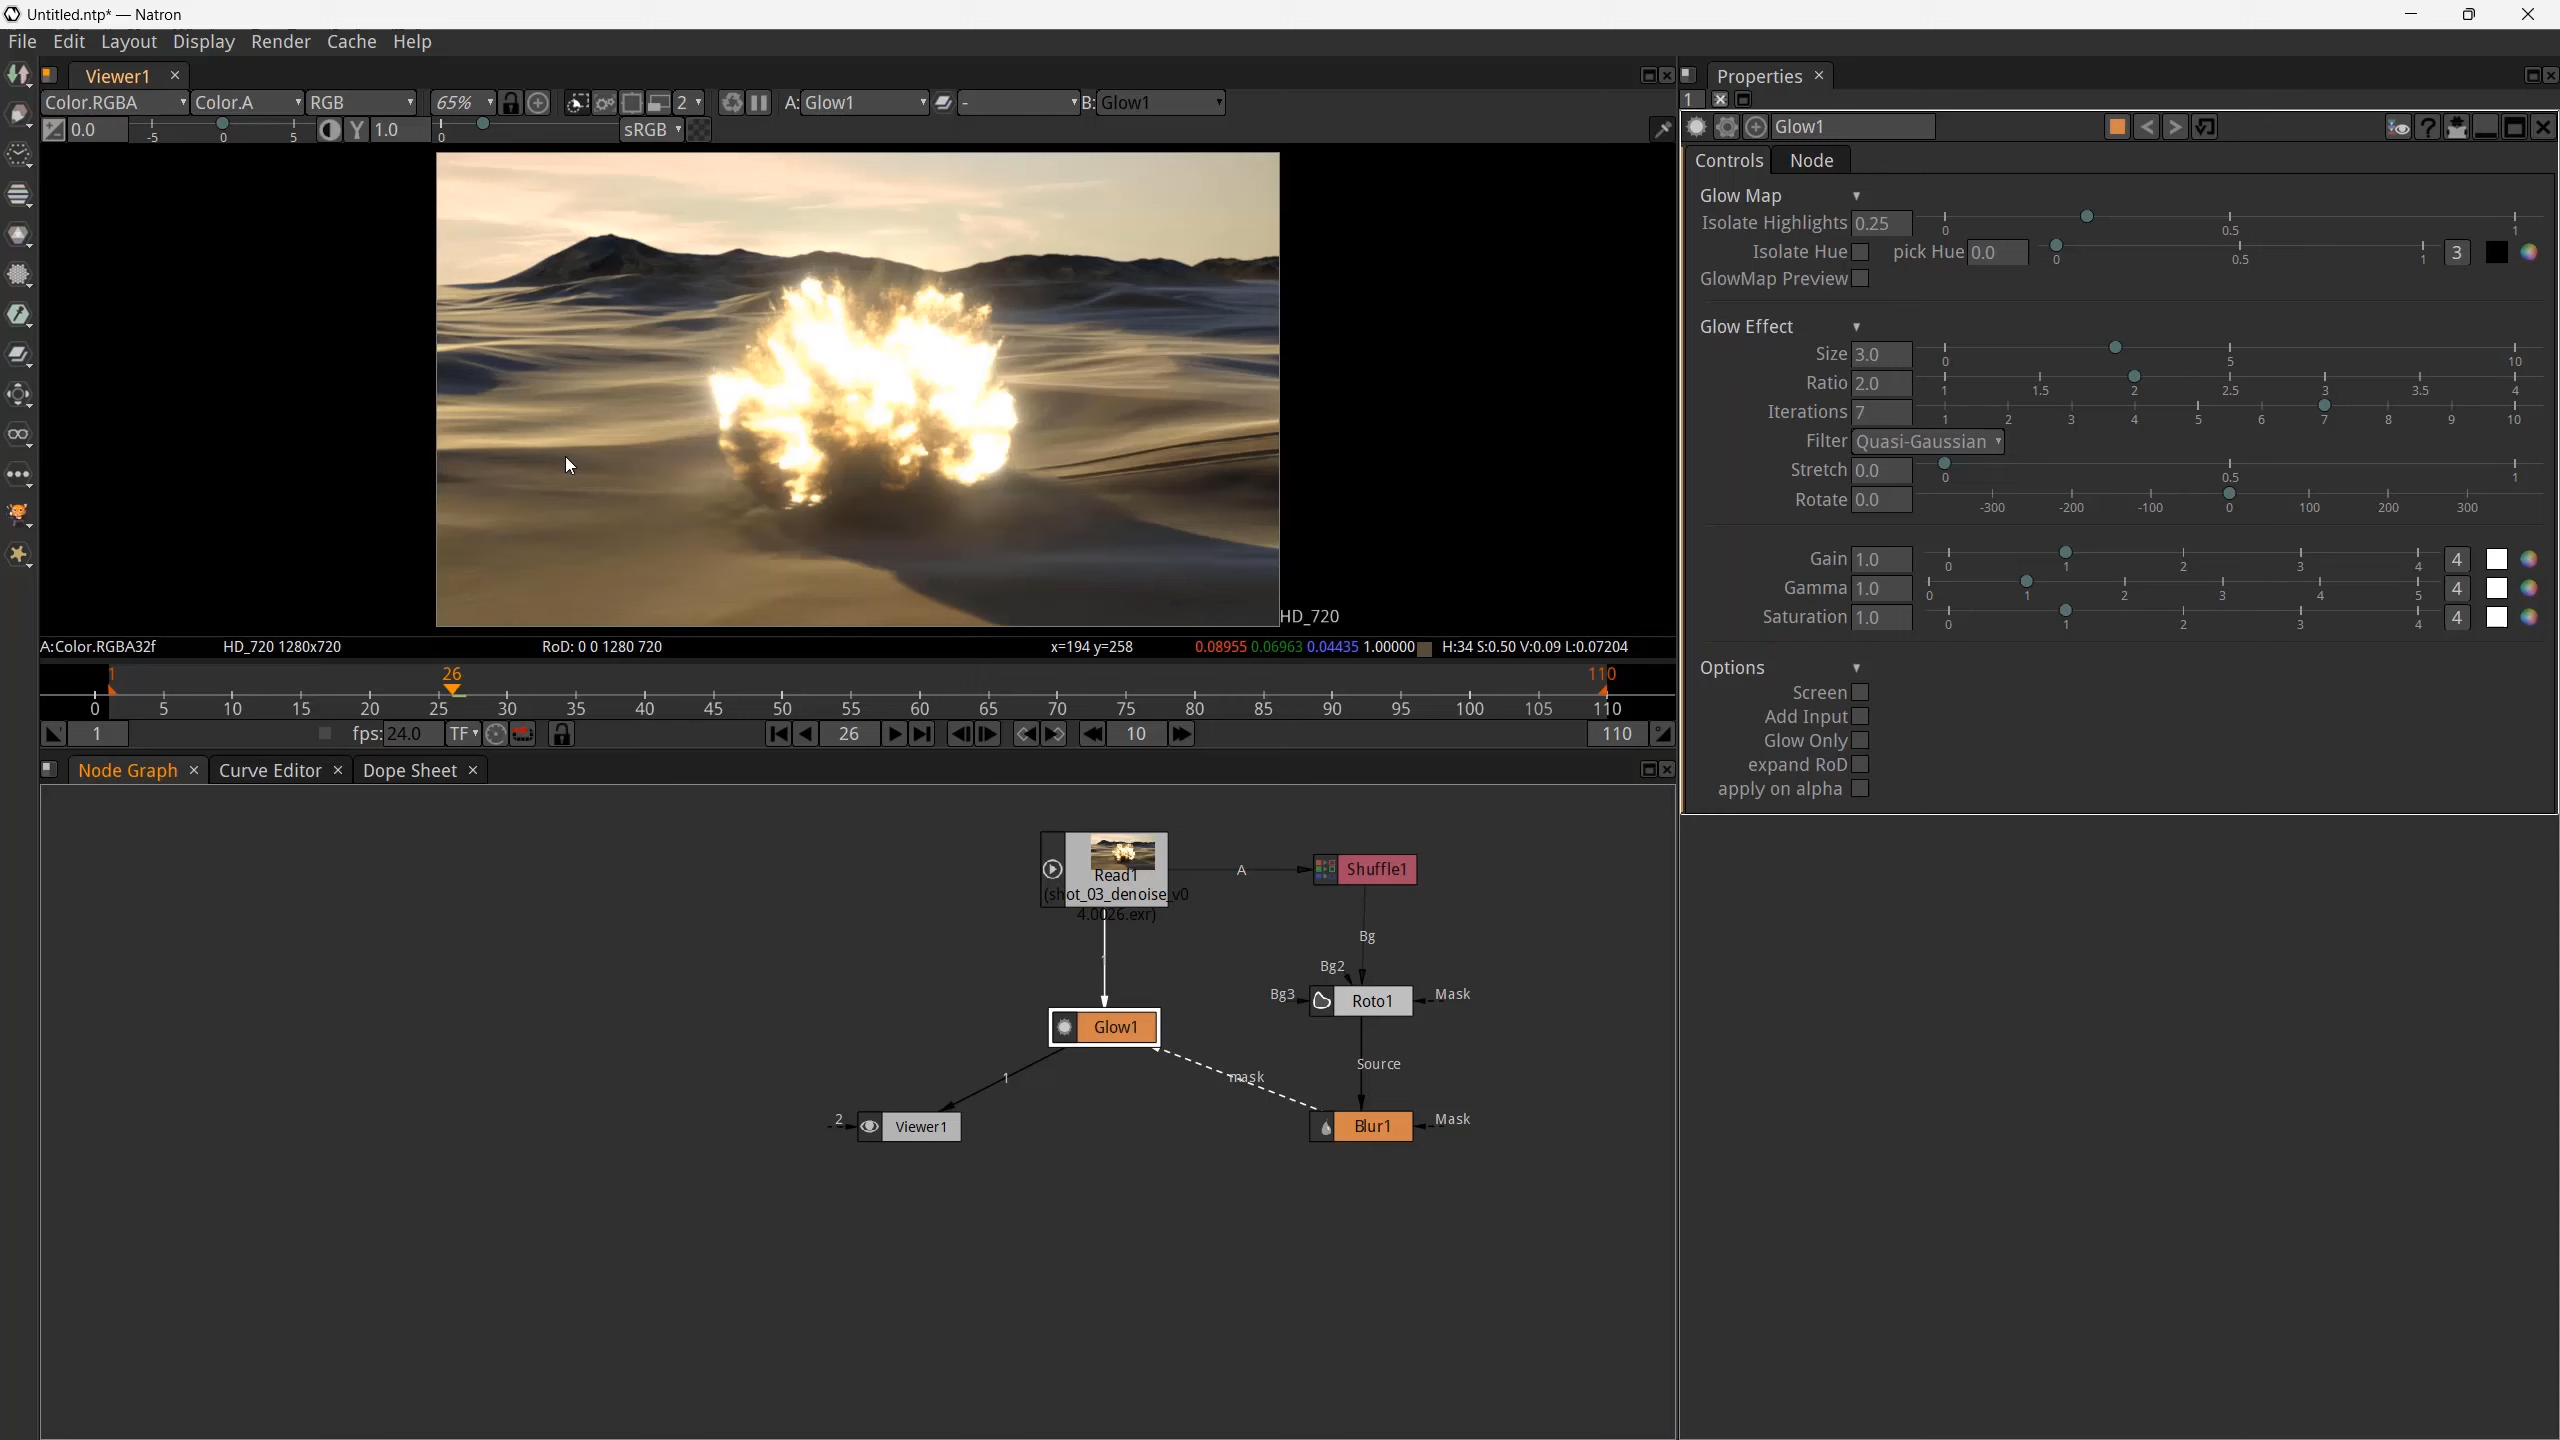 Untitled.ntp* — Natron
File Edit Layout Display Render Cache Help
Viewer1
Color.RGBA Color.A RGB 65% 2 A: Glow1 - B: Glow1
0.0 -5 0 5 Y 1.0 0 sRGB
HD_720
A:Color.RGBA32f HD_720 1280x720 RoD: 0 0 1280 720 x=194 y=258 0.08955 0.06963 0.04435 1.00000 H:34 S:0.50 V:0.09 L:0.07204
1 26 110
0 5 10 15 20 25 30 35 40 45 50 55 60 65 70 75 80 85 90 95 100 105 110
1 fps: 24.0 TF 26 10 110
Node Graph Curve Editor Dope Sheet
Read1
(shot_03_denoise_v0
4.0026.exr)
A
Shuffle1
Bg
Bg2
Bg3 Roto1 Mask
Glow1
Source
1 mask
2 Viewer1
Blur1 Mask
Properties
1
Glow1
Controls Node
Glow Map
Isolate Highlights 0.25 0 0.5 1
Isolate Hue pick Hue 0.0 0 0.5 1 3
GlowMap Preview
Glow Effect
Size 3.0 0 5 10
Ratio 2.0 1 1.5 2 2.5 3 3.5 4
Iterations 7 1 2 3 4 5 6 7 8 9 10
Filter Quasi-Gaussian
Stretch 0.0 0 0.5 1
Rotate 0.0 -300 -200 -100 0 100 200 300
Gain 1.0 0 1 2 3 4 4
Gamma 1.0 0 1 2 3 4 5 4
Saturation 1.0 0 1 2 3 4 4
Options
Screen
Add Input
Glow Only
expand RoD
apply on alpha